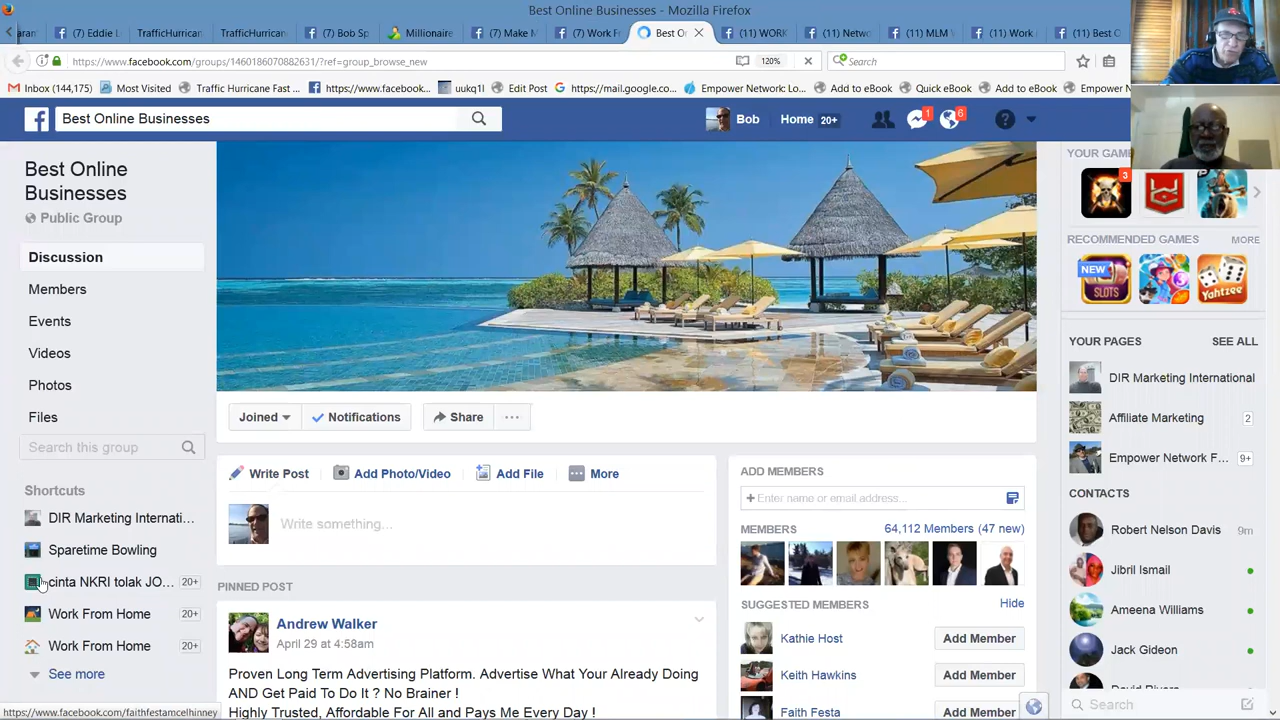 Best Online Businesses - Mozilla Firefox
(7) Eddie L
TrafficHurrican
TrafficHurrican
(7) Bob Sp
Millionaire
(7) Make M
(7) Work F
Best O
(11) WORK
(11) Netw
(11) MLM
(11) Work
(11) Best O
https://www.facebook.com/groups/1460186070882631/?ref=group_browse_new
120%
Search
Inbox (144,175)
Most Visited
Traffic Hurricane Fast ...
https://www.facebook...
uukq1l
Edit Post
https://mail.google.co...
Empower Network: Lo...
Add to eBook
Quick eBook
Add to eBook
Empower N
Best Online Businesses
Bob
Home 20+
1
6
Best Online
Businesses
Public Group
Discussion
Members
Events
Videos
Photos
Files
Search this group
Shortcuts
DIR Marketing Internati...
Sparetime Bowling
cinta NKRI tolak JO... 20+
Work From Home 20+
Work From Home 20+
See more
Joined
Notifications
Share
...
Write Post
Add Photo/Video
Add File
More
Write something...
PINNED POST
Andrew Walker
April 29 at 4:58am
Proven Long Term Advertising Platform. Advertise What Your Already Doing
AND Get Paid To Do It ? No Brainer !
Highly Trusted, Affordable For All and Pays Me Every Day !
ADD MEMBERS
+ Enter name or email address...
MEMBERS
64,112 Members (47 new)
SUGGESTED MEMBERS
Hide
Kathie Host
Add Member
Keith Hawkins
Add Member
Faith Festa
Add Member
YOUR GAM
3
RECOMMENDED GAMES
MORE
NEW
SLOTS
Yahtzee
YOUR PAGES
SEE ALL
DIR Marketing International
Affiliate Marketing 2
Empower Network F... 9+
CONTACTS
Robert Nelson Davis 9m
Jibril Ismail
Ameena Williams
Jack Gideon
Search
https://www.facebook.com/faithfestamcelhinney